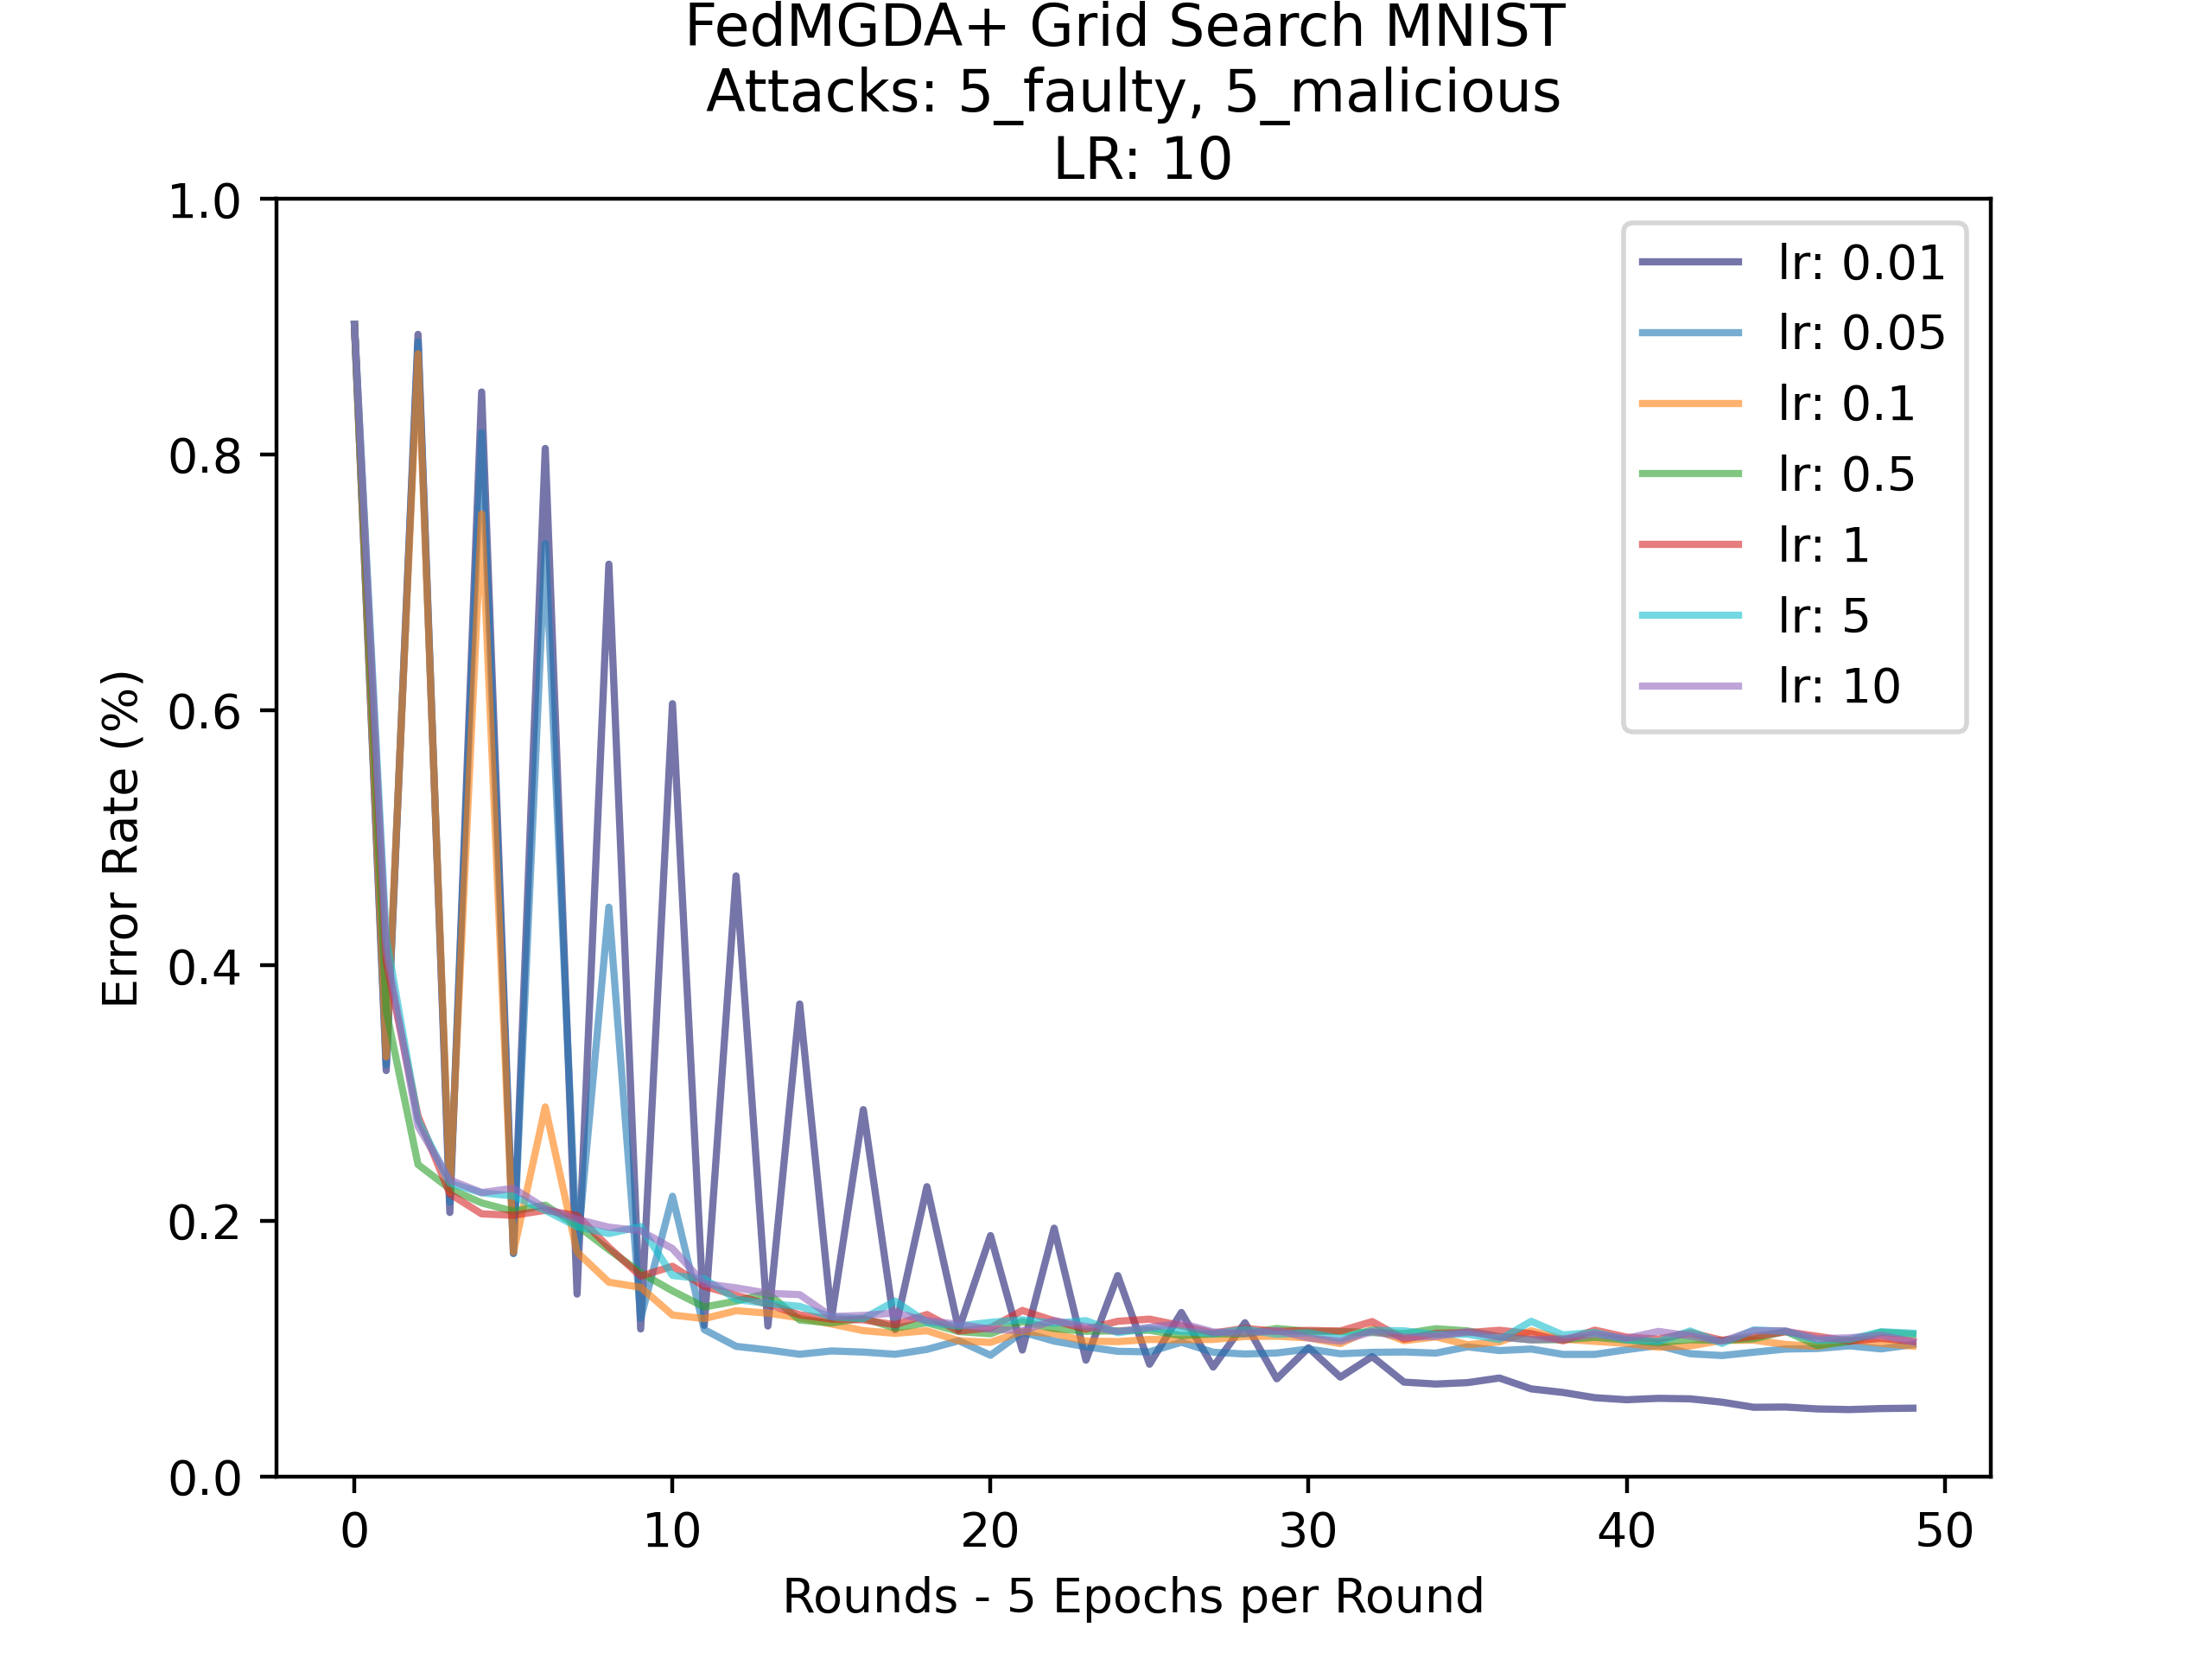 FedMGDA+ Grid Search MNIST
Attacks: 5_faulty, 5_malicious
LR: 10
1.0
0.8
0.6
0.4
0.2
0.0
Error Rate (%)
lr: 0.01
lr: 0.05
lr: 0.1
lr: 0.5
lr: 1
lr: 5
lr: 10
0 10 20 30 40 50
Rounds - 5 Epochs per Round